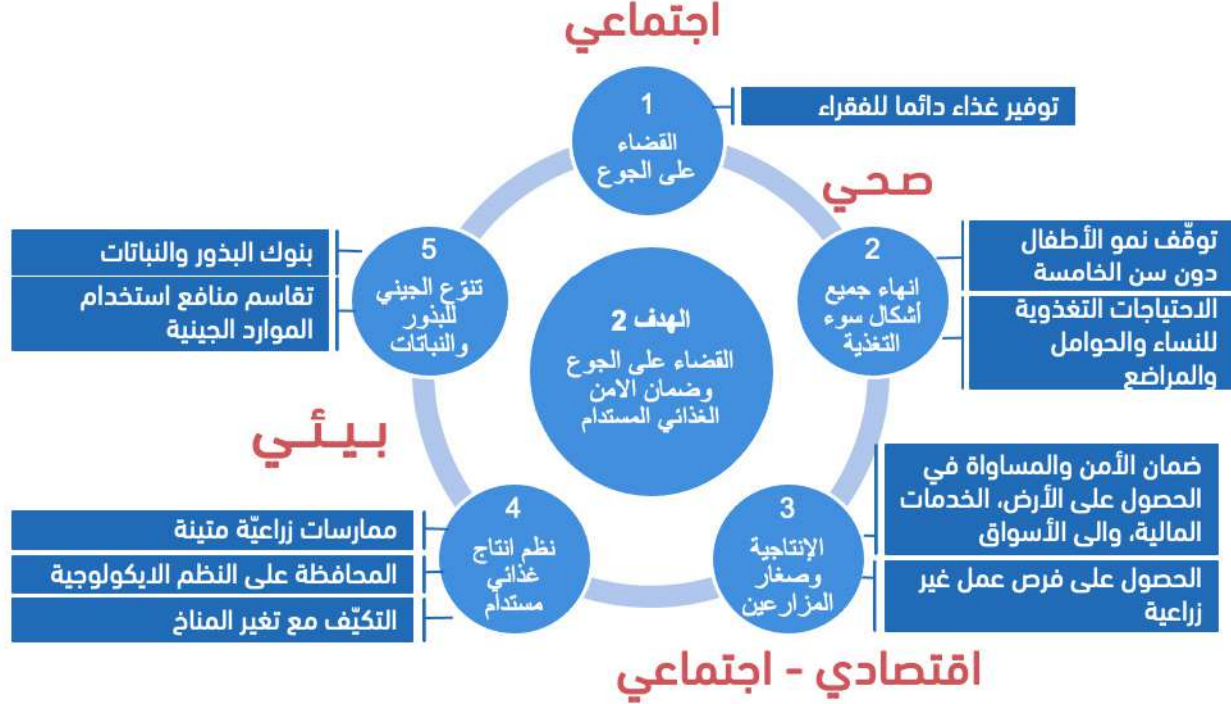 اجتماعي
1
القضاء
على الجوع
توفير غذاء دائما للفقراء
صحي
2
انهاء جميع
أشكال سوء
التغذية
توقّف نمو الأطفال
دون سن الخامسة
الاحتياجات التغذوية
للنساء والحوامل
والمراضع
3
الإنتاجية
وصغار
المزارعين
ضمان الأمن والمساواة في
الحصول على الأرض، الخدمات
المالية، والى الأسواق
الحصول على فرص عمل غير
زراعية
اقتصادي - اجتماعي
4
نظم انتاج
غذائي
مستدام
ممارسات زراعيّة متينة
المحافظة على النظم الايكولوجية
التكيّف مع تغير المناخ
بيئي
5
تنوّع الجيني
للبذور
والنباتات
بنوك البذور والنباتات
تقاسم منافع استخدام
الموارد الجينية
الهدف 2
القضاء على الجوع
وضمان الامن
الغذائي المستدام